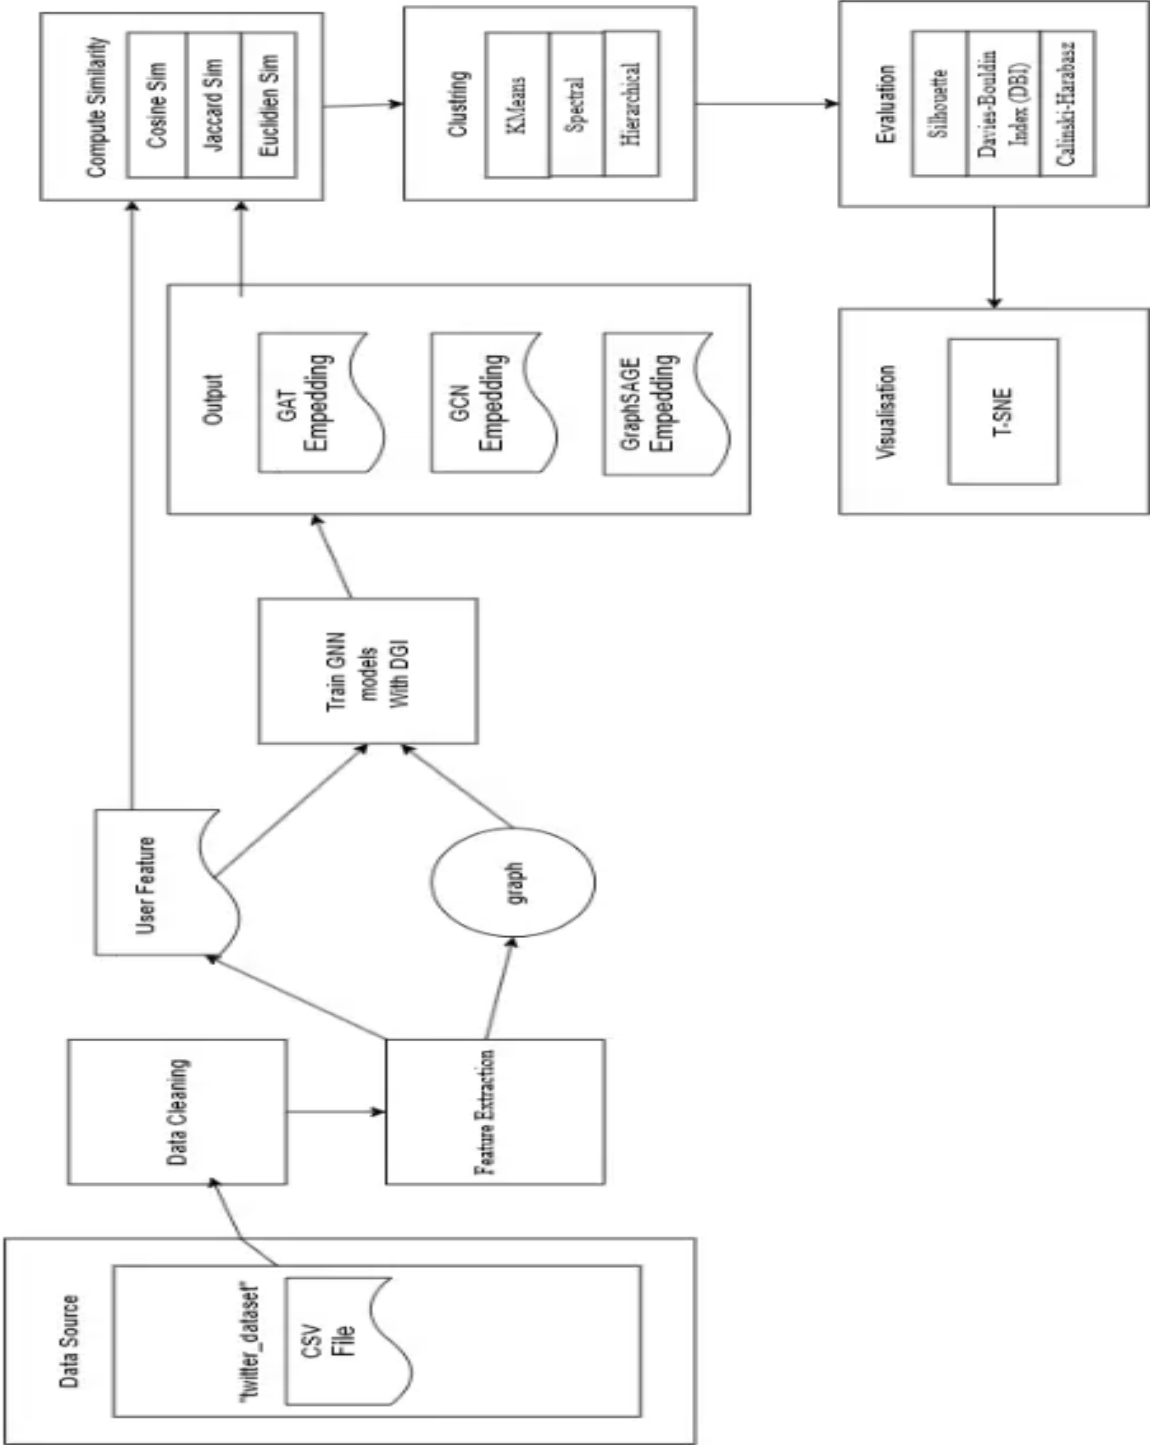 Data Source
"twitter_dataset"
CSV
File
Data Cleaning
Feature Extraction
User Feature
graph
Train GNN
models
With DGI
Output
GAT
Empedding
GCN
Empedding
GraphSAGE
Empedding
Compute Similarity
Cosine Sim
Jaccard Sim
Euclidien Sim
Clustring
KMeans
Spectral
Hierarchical
Evaluation
Silhouette
Davies-Bouldin
Index (DBI)
Calinski-Harabasz
Visualisation
T-SNE